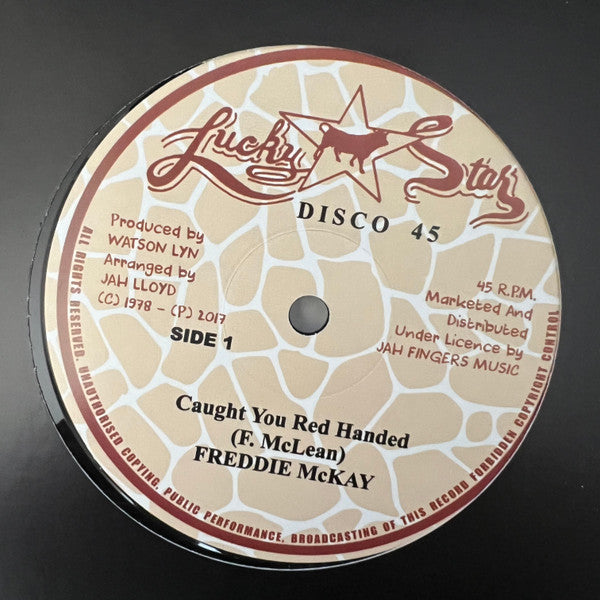 Lucky Star
DISCO 45
Produced by
WATSON LYN
Arranged by
JAH LLOYD
(C) 1978 - (P) 2017
SIDE 1
45 R.P.M.
Marketed And
Distributed
Under Licence by
JAH FINGERS MUSIC
Caught You Red Handed
(F. McLean)
FREDDIE McKAY
ALL RIGHTS RESERVED. UNAUTHORISED COPYING, PUBLIC PERFORMANCE, BROADCASTING OF THIS RECORD FORBIDDEN COPYRIGHT CONTROL